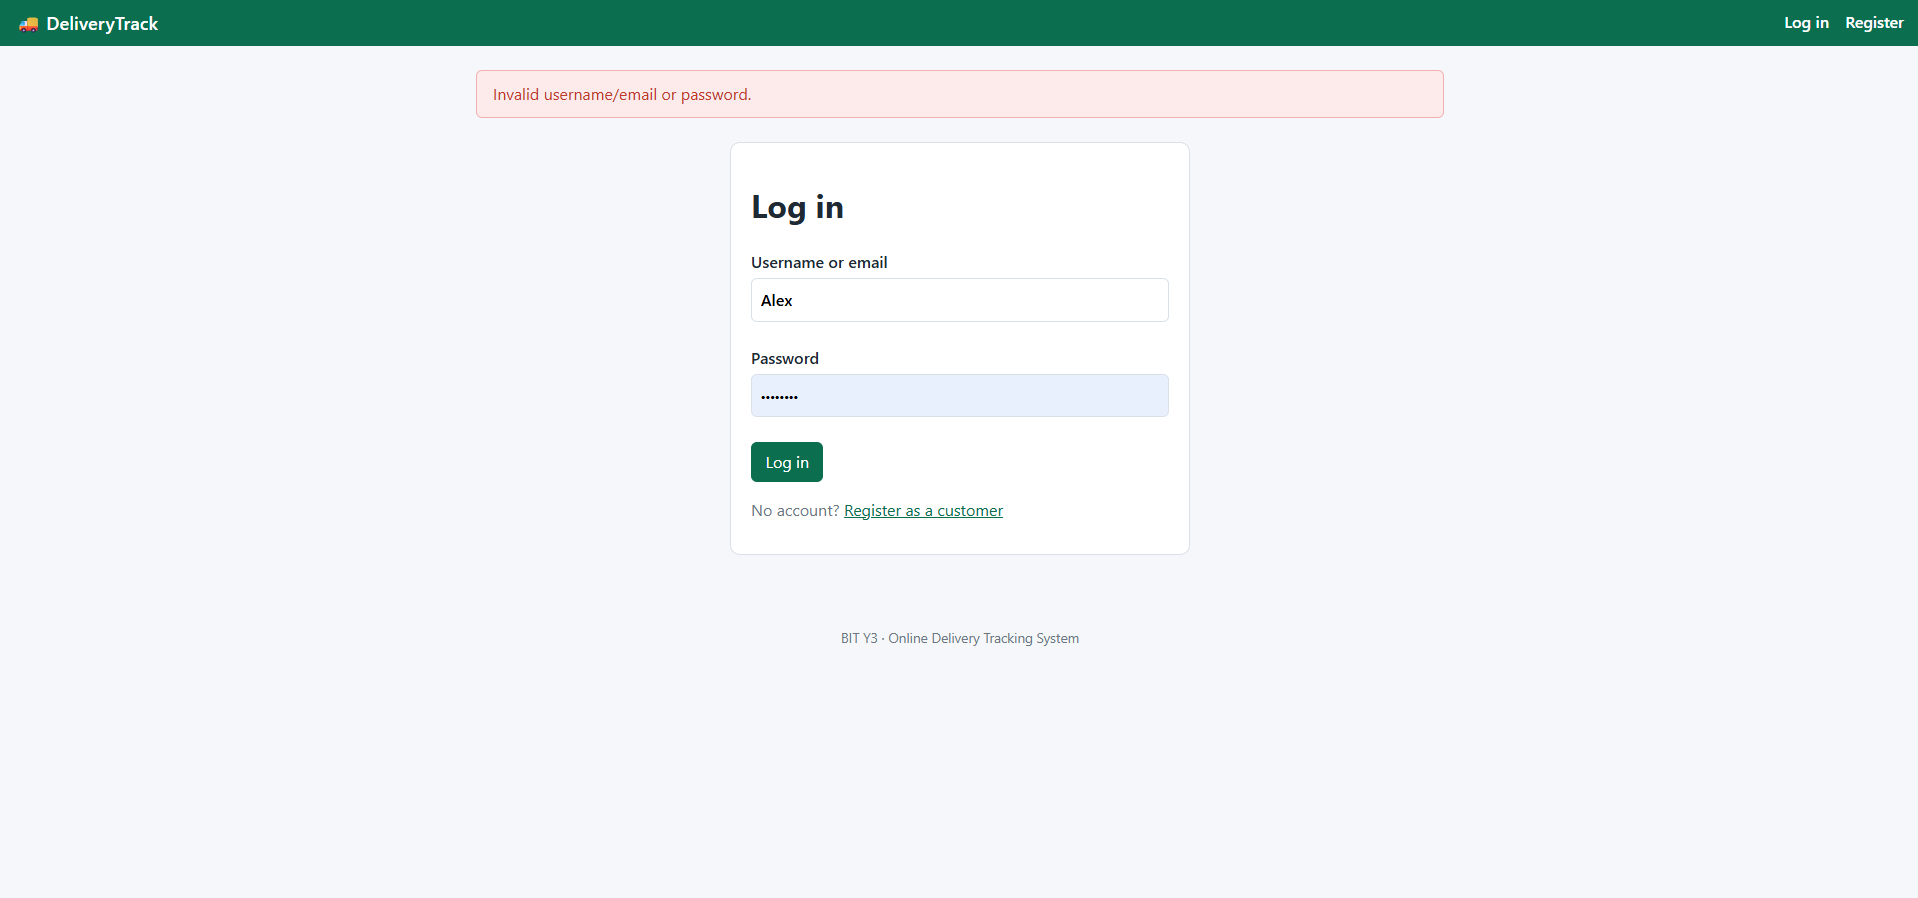 DeliveryTrack
Log in Register
Invalid username/email or password.
Log in
Username or email
Alex
Password
••••••••
Log in
No account? Register as a customer
BIT Y3 · Online Delivery Tracking System